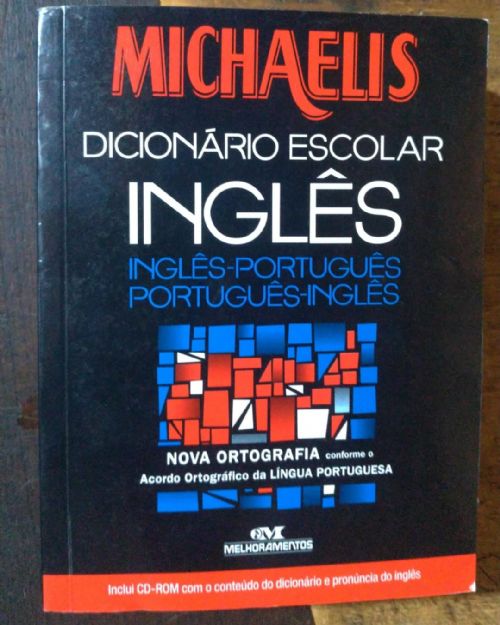 MICHAELIS
DICIONÁRIO ESCOLAR
INGLÊS
INGLÊS-PORTUGUÊS
PORTUGUÊS-INGLÊS
NOVA ORTOGRAFIA conforme o
Acordo Ortográfico da LÍNGUA PORTUGUESA
MELHORAMENTOS
Inclui CD-ROM com o conteúdo do dicionário e pronúncia do inglês